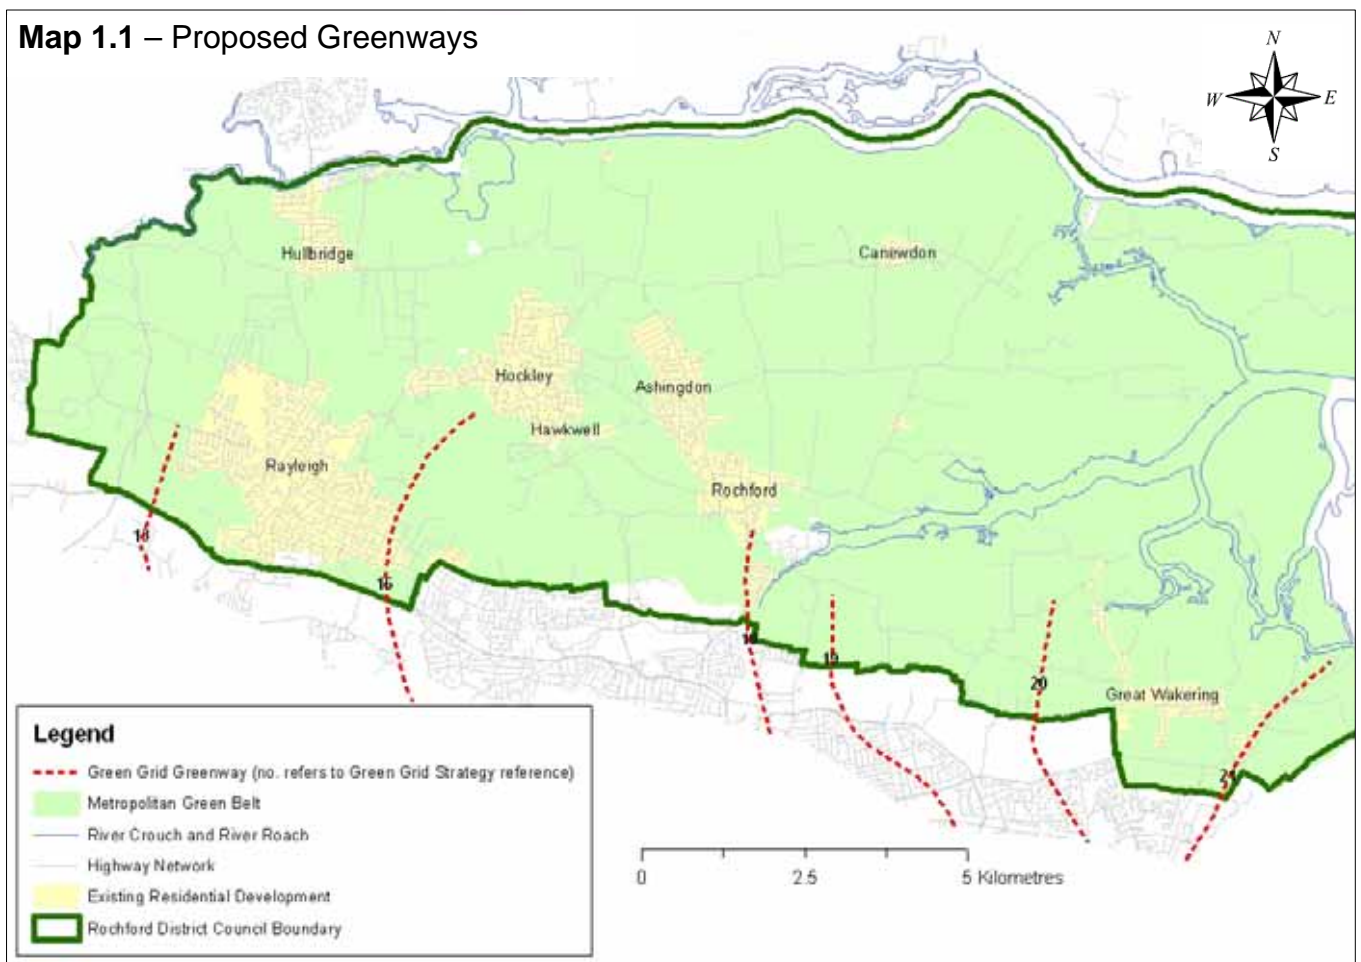 Map 1.1 – Proposed Greenways
N
W
E
S
Hullbridge
Canewdon
Hockley
Ashingdon
Hawkwell
Rayleigh
Rochford
16
19
20
Great Wakering
Legend
Green Grid Greenway (no. refers to Green Grid Strategy reference)
Metropolitan Green Belt
River Crouch and River Roach
Highway Network
Existing Residential Development
Rochford District Council Boundary
0
2.5
5 Kilometres